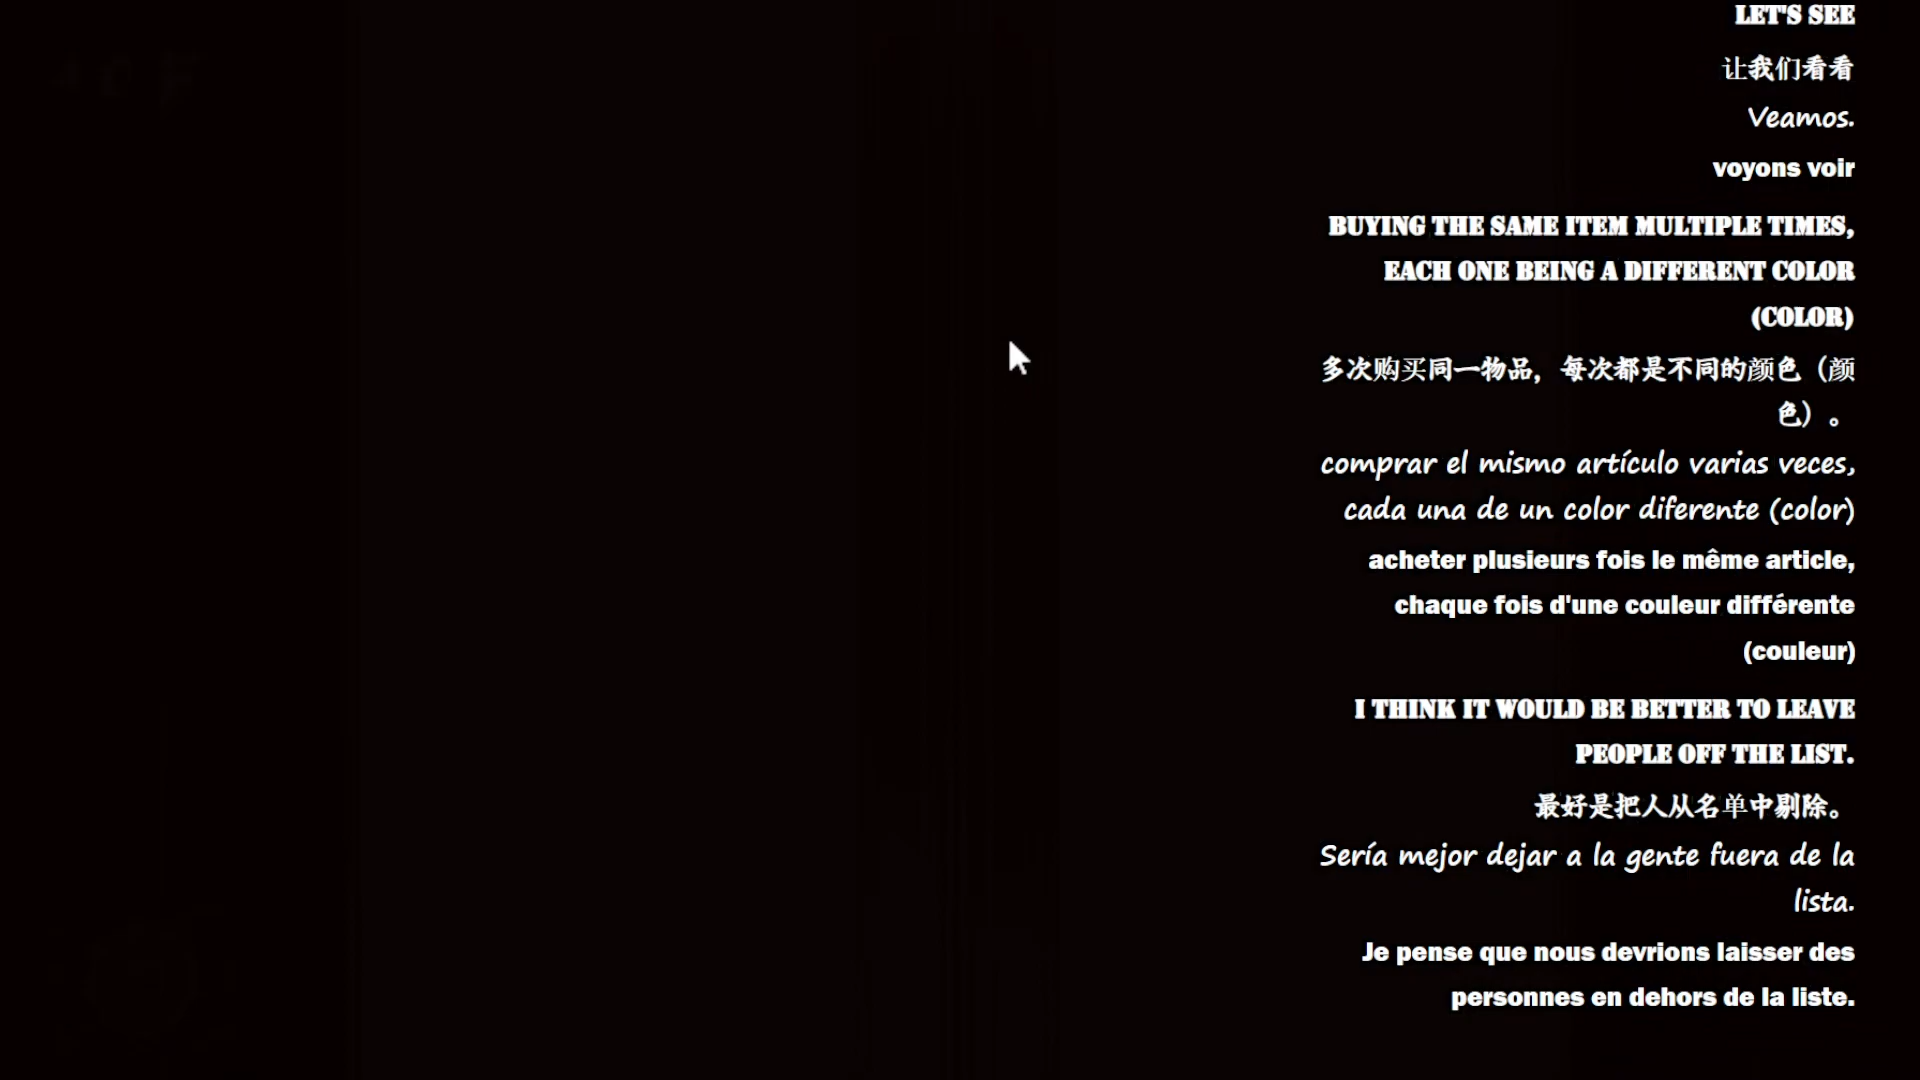 LET'S SEE
让我们看看
Veamos.
voyons voir
BUYING THE SAME ITEM MULTIPLE TIMES,
EACH ONE BEING A DIFFERENT COLOR
(COLOR)
多次购买同一物品，每次都是不同的颜色（颜
色）。
comprar el mismo artículo varias veces,
cada una de un color diferente (color)
acheter plusieurs fois le même article,
chaque fois d'une couleur différente
(couleur)
I THINK IT WOULD BE BETTER TO LEAVE
PEOPLE OFF THE LIST.
最好是把人从名单中剔除。
Sería mejor dejar a la gente fuera de la
lista.
Je pense que nous devrions laisser des
personnes en dehors de la liste.